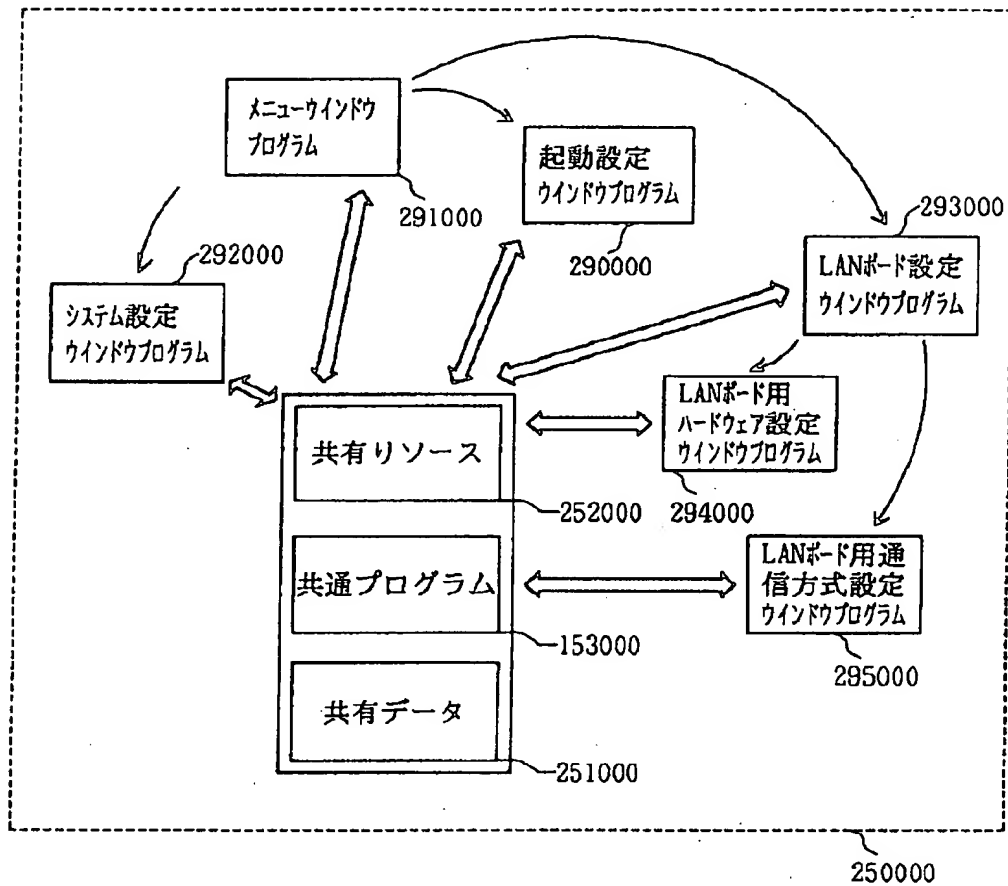 メニューウインドウ
プログラム
291000
起動設定
ウインドウプログラム
290000
293000
LANボード設定
ウインドウプログラム
292000
システム設定
ウインドウプログラム
LANボード用
ハードウェア設定
ウインドウプログラム
294000
共有リソース
252000
LANボード用通
信方式設定
ウインドウプログラム
295000
共通プログラム
153000
共有データ
251000
250000